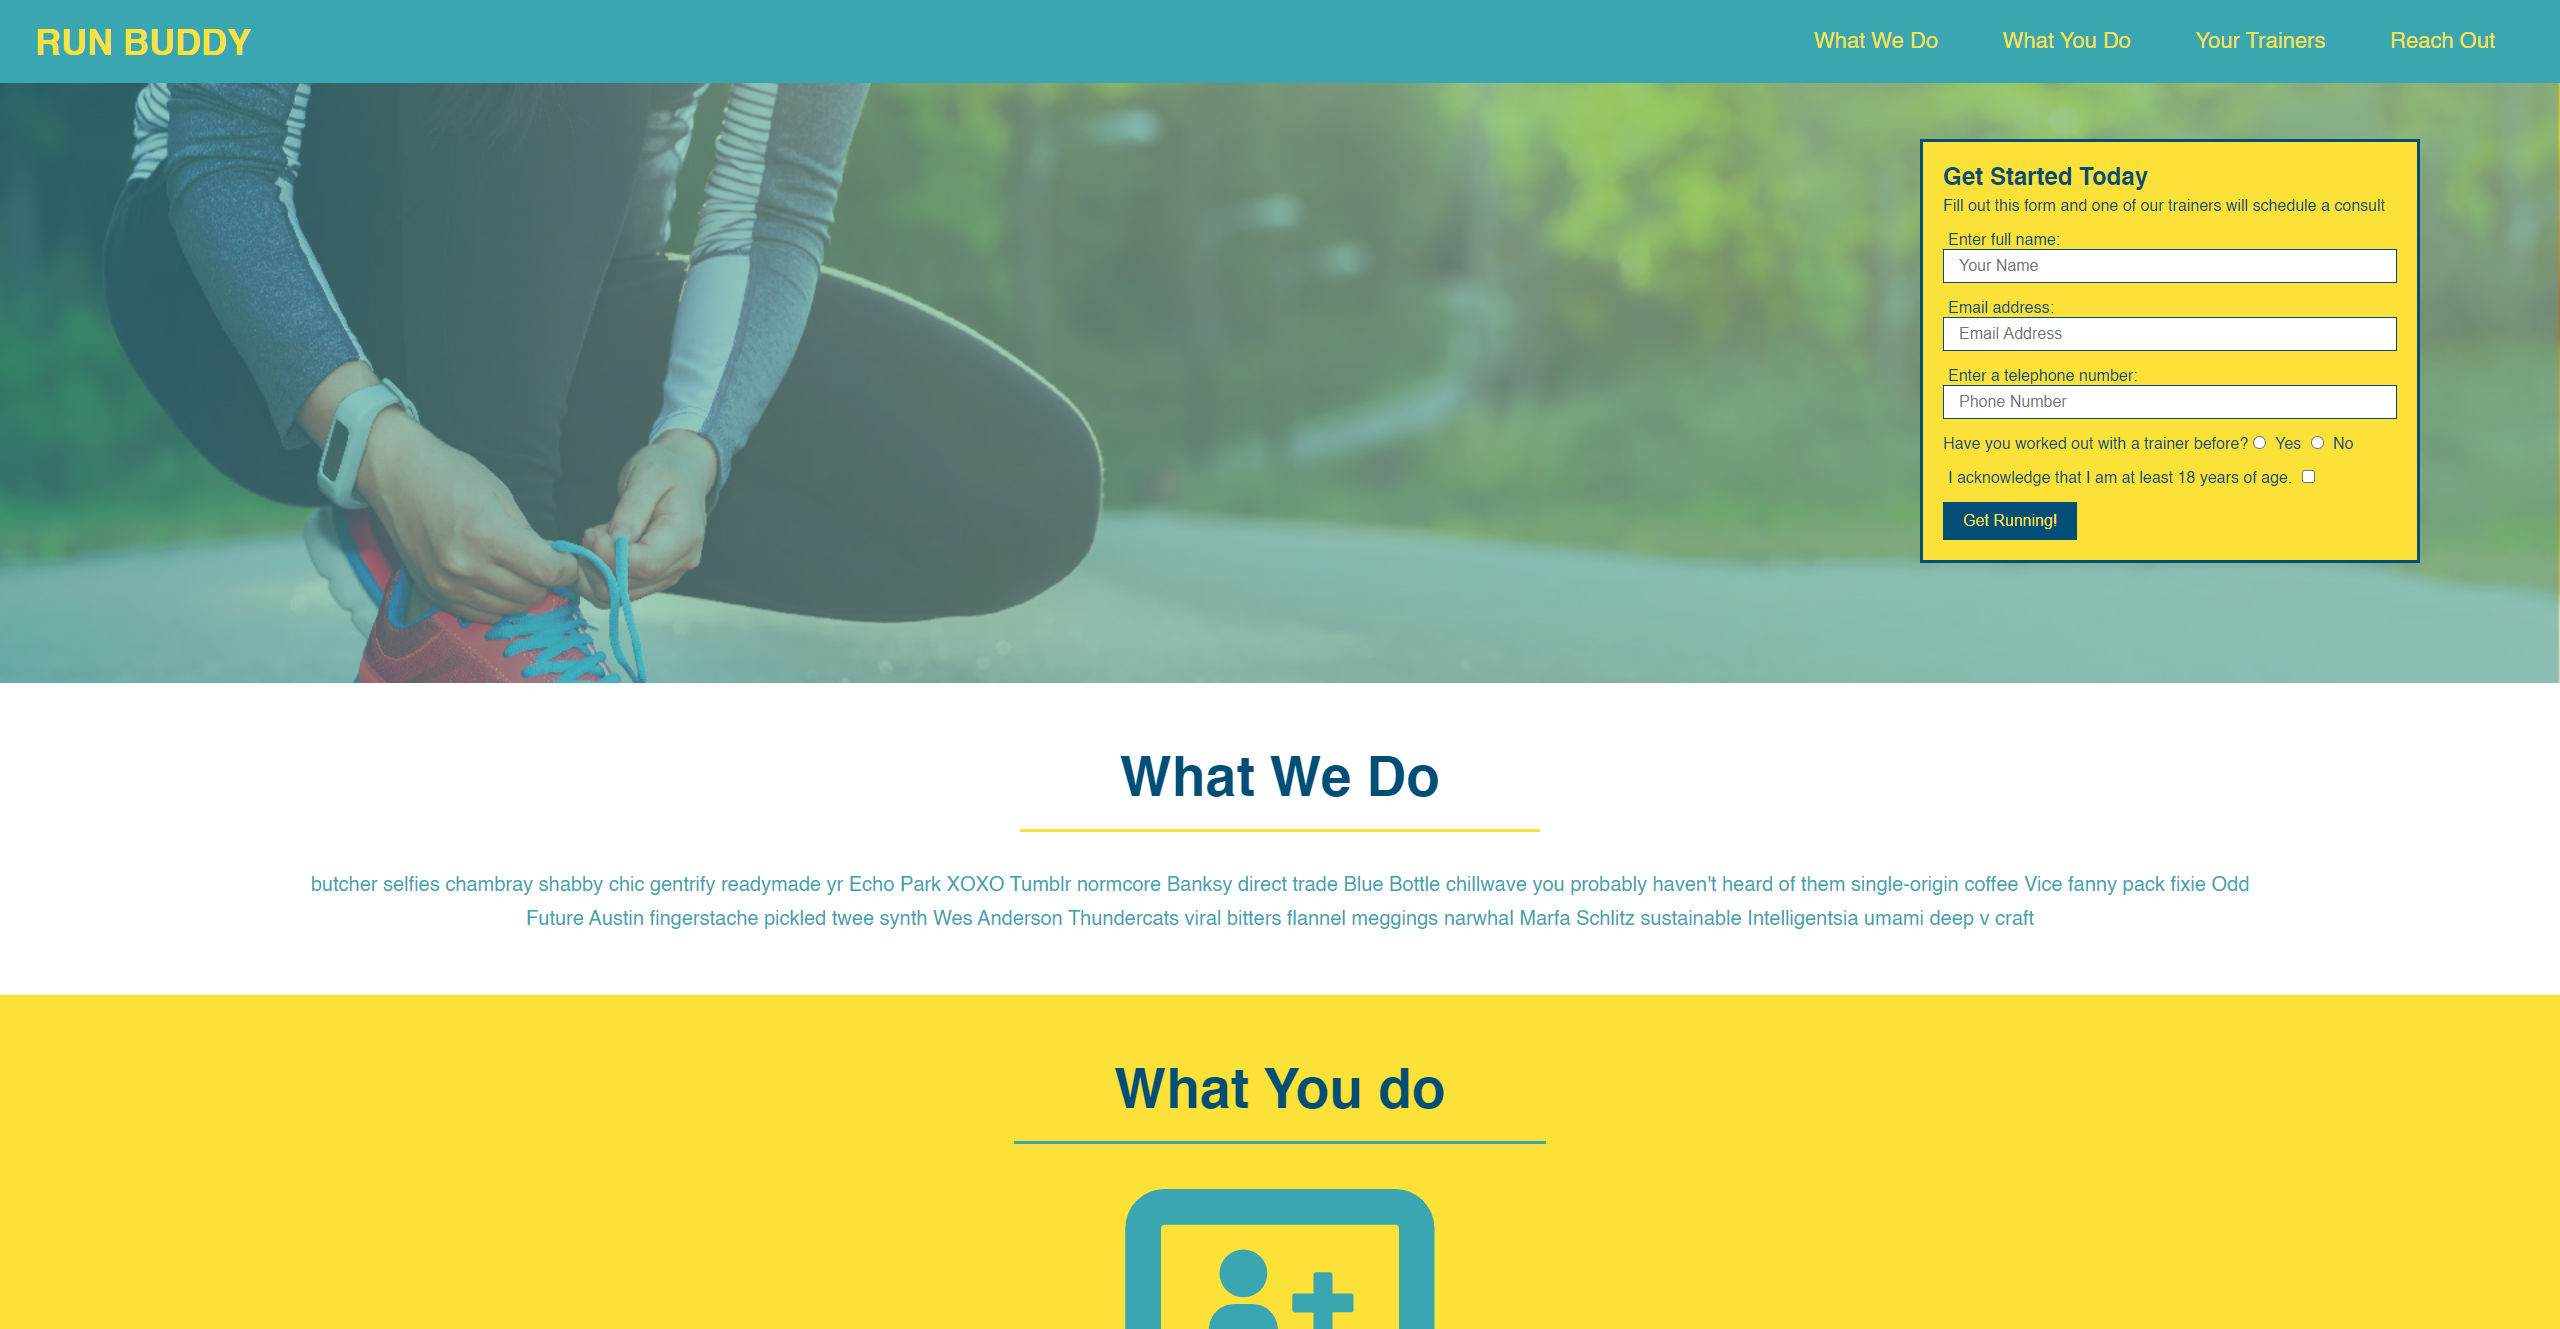 RUN BUDDY
What We Do
What You Do
Your Trainers
Reach Out
Get Started Today
Fill out this form and one of our trainers will schedule a consult
Enter full name:
Your Name
Email address:
Email Address
Enter a telephone number:
Phone Number
Have you worked out with a trainer before? Yes No
I acknowledge that I am at least 18 years of age.
Get Running!
What We Do
butcher selfies chambray shabby chic gentrify readymade yr Echo Park XOXO Tumblr normcore Banksy direct trade Blue Bottle chillwave you probably haven't heard of them single-origin coffee Vice fanny pack fixie Odd
Future Austin fingerstache pickled twee synth Wes Anderson Thundercats viral bitters flannel meggings narwhal Marfa Schlitz sustainable Intelligentsia umami deep v craft
What You do